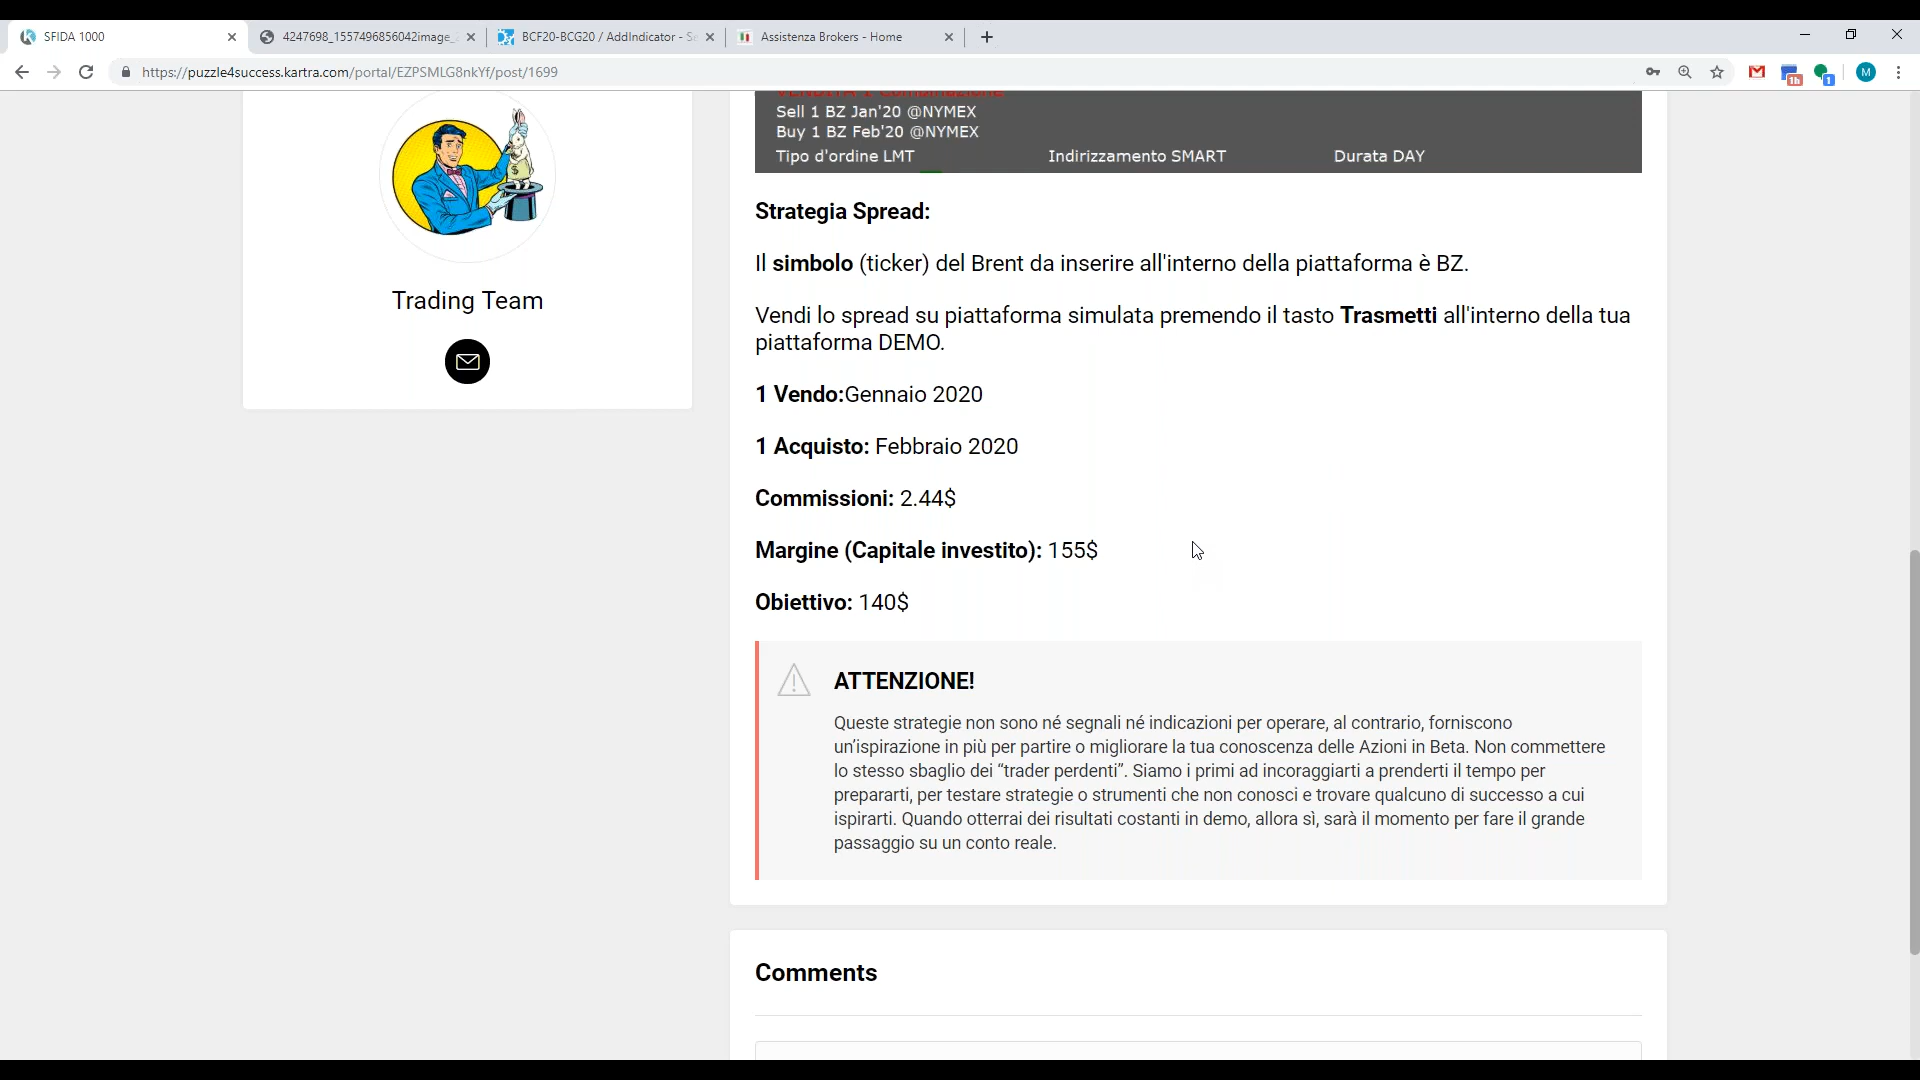 SFIDA 1000
4247698_1557496856042image_
BCF20-BCG20 / AddIndicator - Se
Assistenza Brokers - Home
https://puzzle4success.kartra.com/portal/EZPSMLG8nkYf/post/1699
1h
1
M
VENDITA 1 Combinazione
Sell 1 BZ Jan'20 @NYMEX
Buy 1 BZ Feb'20 @NYMEX
Tipo d'ordine LMT Indirizzamento SMART Durata DAY
Trading Team
Strategia Spread:
Il simbolo (ticker) del Brent da inserire all'interno della piattaforma è BZ.
Vendi lo spread su piattaforma simulata premendo il tasto Trasmetti all'interno della tua
piattaforma DEMO.
1 Vendo:Gennaio 2020
1 Acquisto: Febbraio 2020
Commissioni: 2.44$
Margine (Capitale investito): 155$
Obiettivo: 140$
ATTENZIONE!
Queste strategie non sono né segnali né indicazioni per operare, al contrario, forniscono
un'ispirazione in più per partire o migliorare la tua conoscenza delle Azioni in Beta. Non commettere
lo stesso sbaglio dei “trader perdenti”. Siamo i primi ad incoraggiarti a prenderti il tempo per
prepararti, per testare strategie o strumenti che non conosci e trovare qualcuno di successo a cui
ispirarti. Quando otterrai dei risultati costanti in demo, allora sì, sarà il momento per fare il grande
passaggio su un conto reale.
Comments